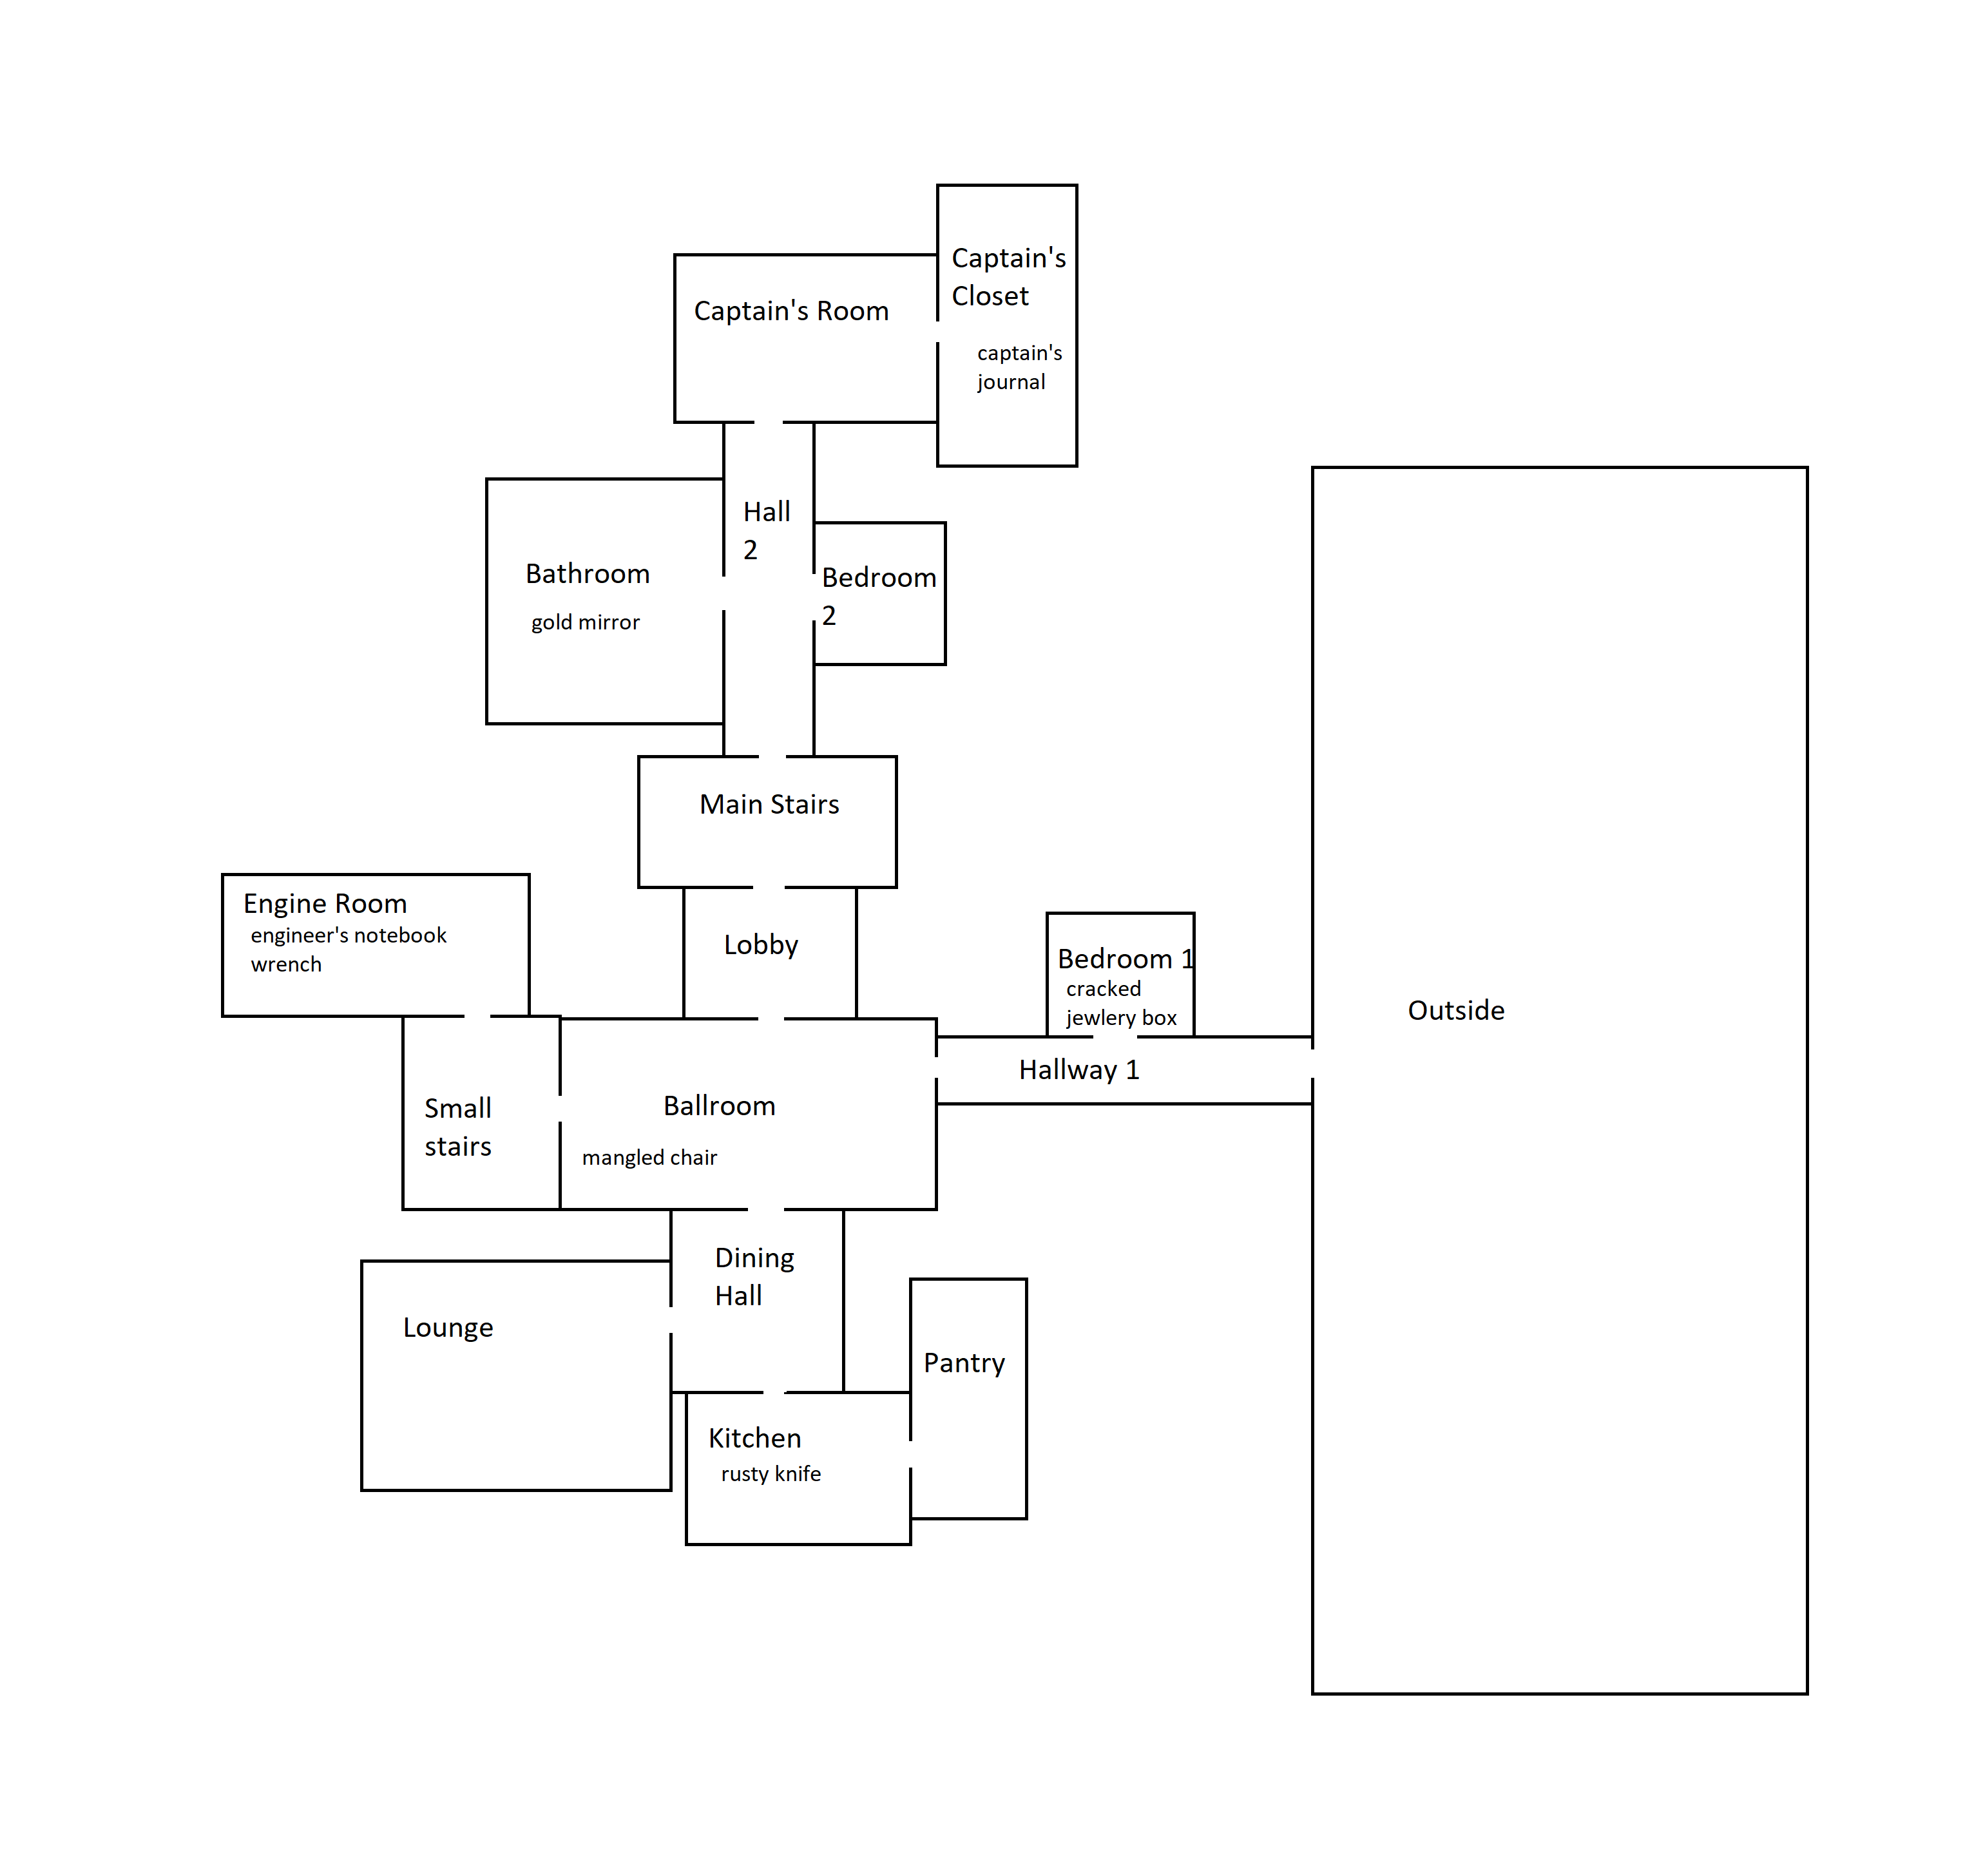 Captain's
Closet
captain's
journal
Captain's Room
Hall
2
Bathroom
gold mirror
Bedroom
2
Main Stairs
Engine Room
engineer's notebook
wrench
Lobby
Bedroom 1
cracked
jewlery box
Outside
Hallway 1
Small
stairs
Ballroom
mangled chair
Dining
Hall
Lounge
Pantry
Kitchen
rusty knife